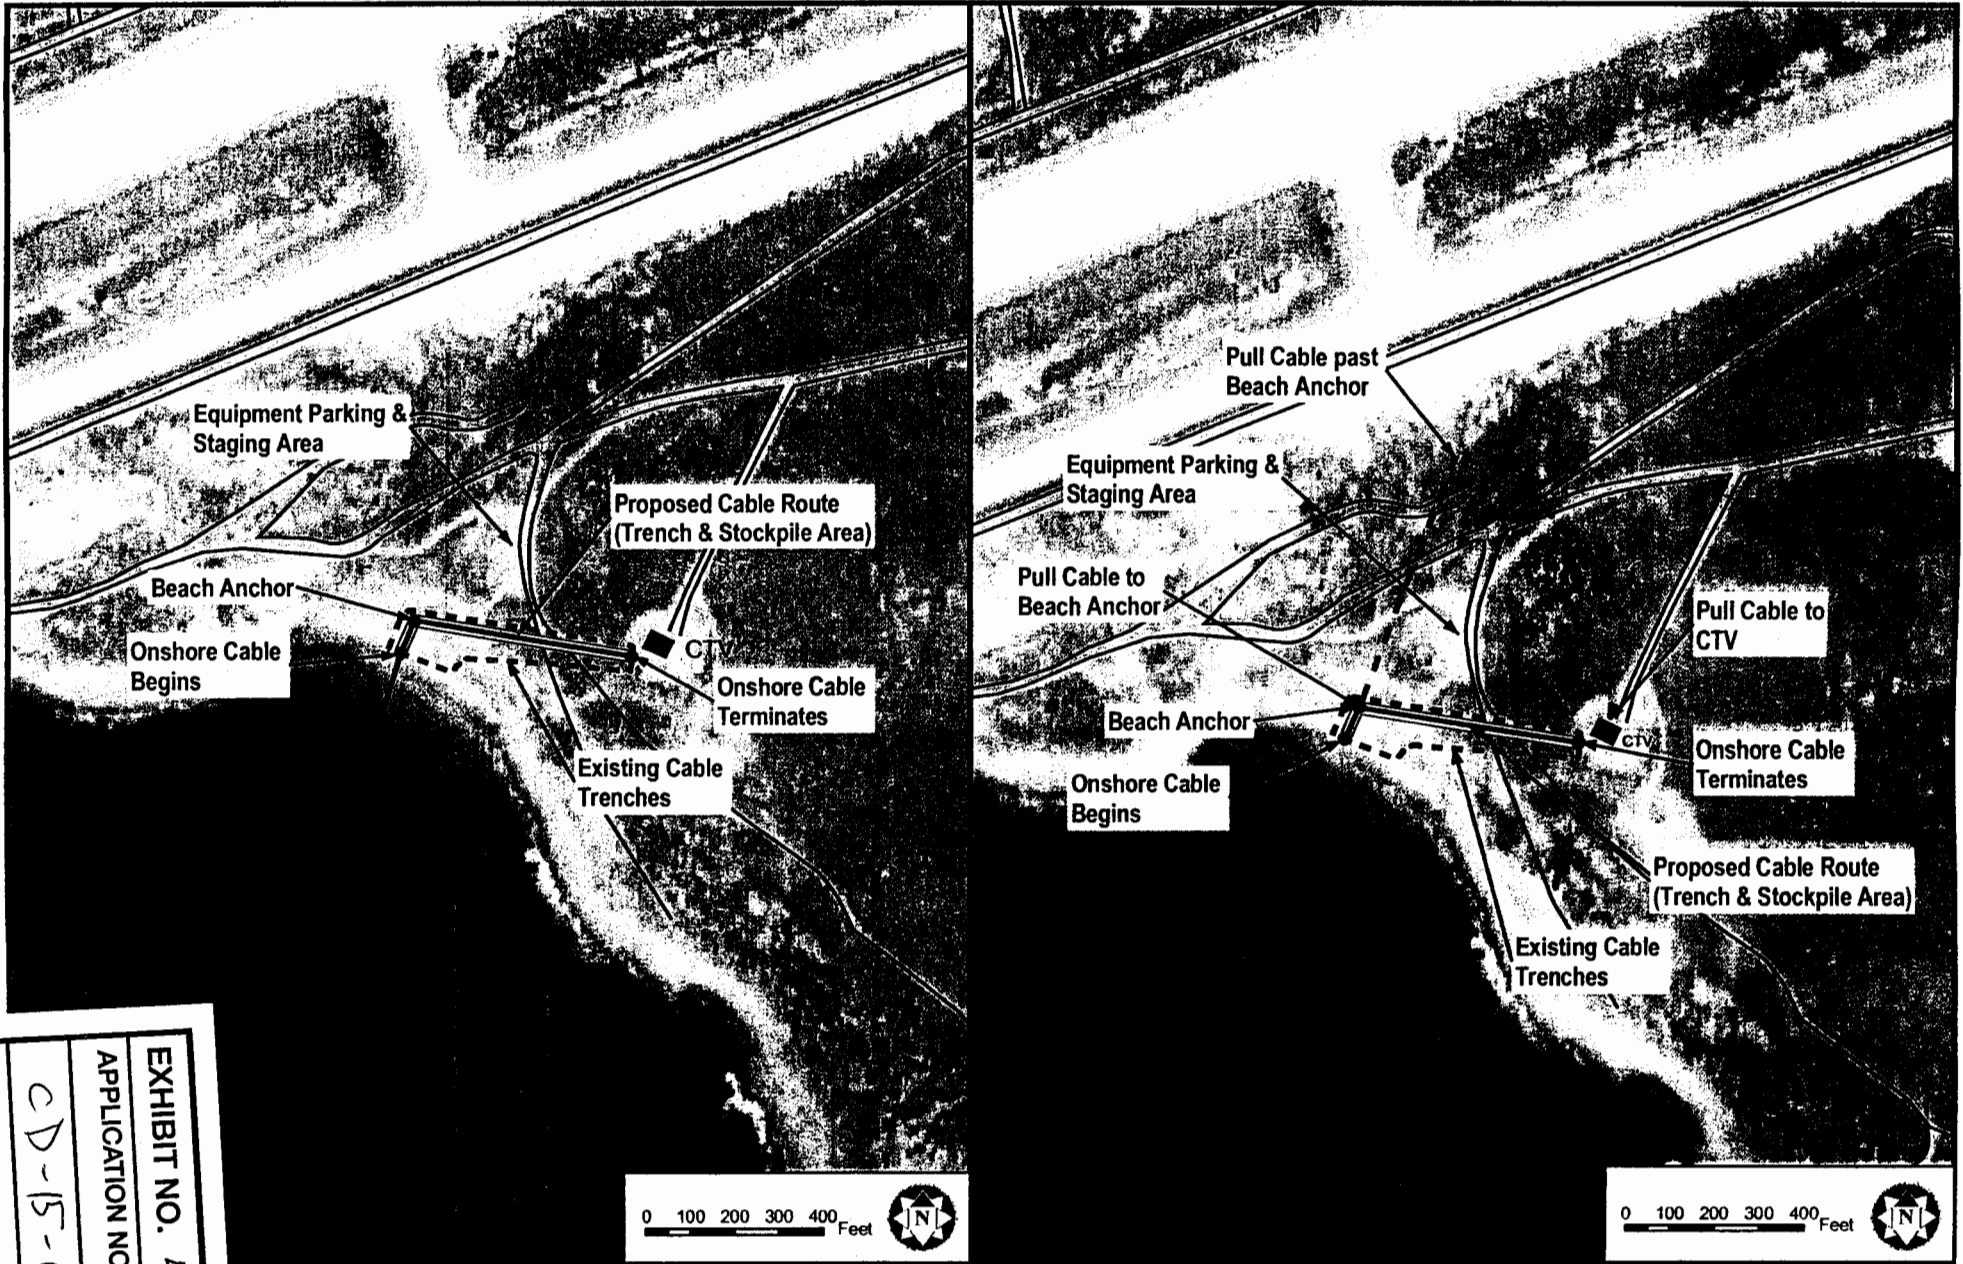 Equipment Parking &
Staging Area
Proposed Cable Route
(Trench & Stockpile Area)
Beach Anchor
CTV
Onshore Cable
Begins
Onshore Cable
Terminates
Existing Cable
Trenches
0 100 200 300 400 Feet
N
Pull Cable past
Beach Anchor
Equipment Parking &
Staging Area
Pull Cable to
Beach Anchor
Pull Cable to
CTV
Beach Anchor
CTV
Onshore Cable
Terminates
Onshore Cable
Begins
Proposed Cable Route
(Trench & Stockpile Area)
Existing Cable
Trenches
0 100 200 300 400 Feet
N
EXHIBIT NO.
APPLICATION NO
CD-15-